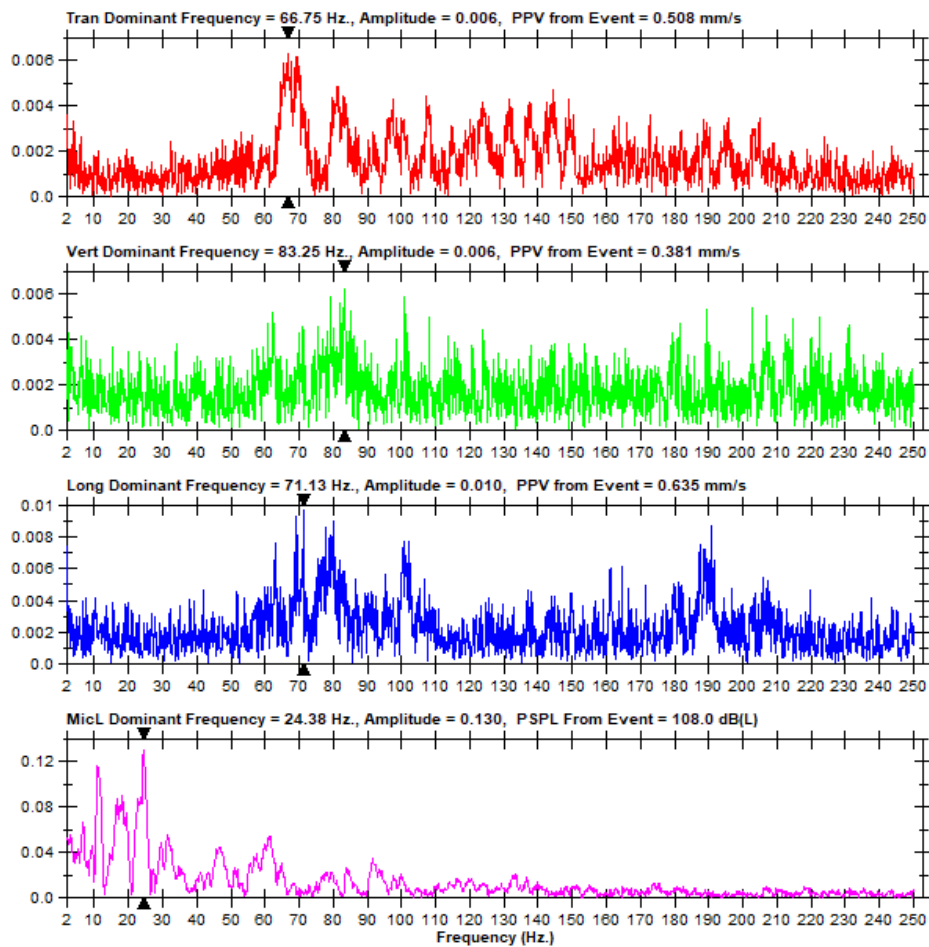 Tran Dominant Frequency = 66.75 Hz., Amplitude = 0.006, PPV from Event = 0.508 mm/s
0.006
0.004
0.002
0.0
2 10 20 30 40 50 60 70 80 90 100 110 120 130 140 150 160 170 180 190 200 210 220 230 250
Vert Dominant Frequency = 83.25 Hz., Amplitude = 0.006, PPV from Event = 0.381 mm/s
0.006
0.004
0.002
0.0
2 10 20 30 40 50 60 70 80 90 100 110 120 130 140 150 160 170 180 190 200 210 220 230 250
Long Dominant Frequency = 71.13 Hz., Amplitude = 0.010, PPV from Event = 0.635 mm/s
0.01
0.008
0.006
0.004
0.002
0.0
2 10 20 30 40 50 60 70 80 90 100 110 120 130 140 150 160 170 180 190 200 210 220 230 250
MicL Dominant Frequency = 24.38 Hz., Amplitude = 0.130, PSPL From Event = 108.0 dB(L)
0.12
0.08
0.04
0.0
2 10 20 30 40 50 60 70 80 90 100 110 120 130 140 150 160 170 180 190 200 210 220 230 250
Frequency (Hz.)